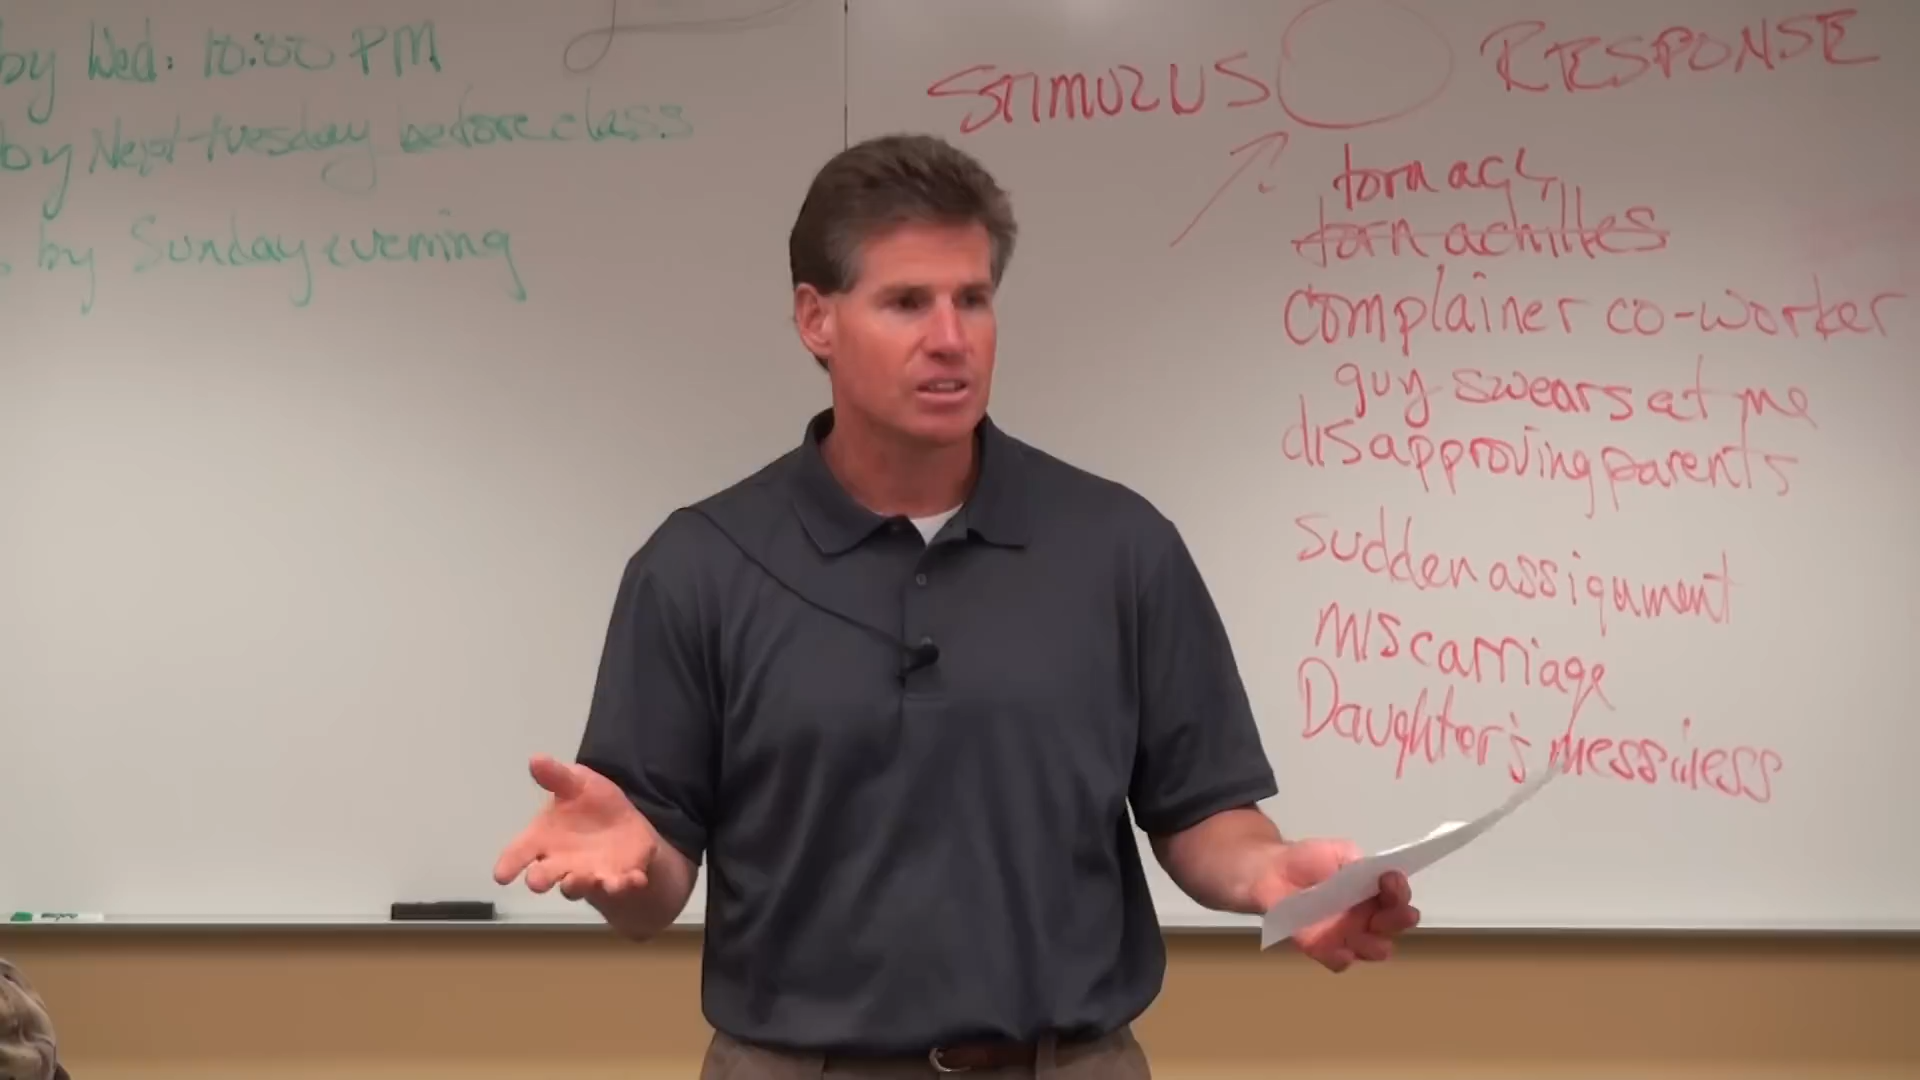 by Wed: 10:00 PM
by Next tuesday before class
by Sunday evening
STIMULUS RESPONSE
torn ACL
torn achilles
complainer co-worker
guy swears at me
disapproving parents
sudden assignment
miscarriage
Daughter's messiness